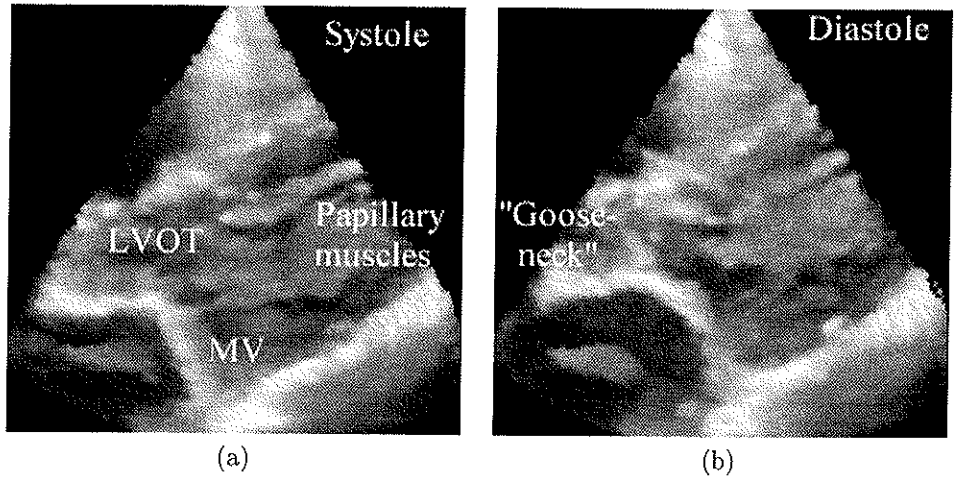 Systole
LVOT
Papillary
muscles
MV
(a)
Diastole
"Goose-
neck"
(b)